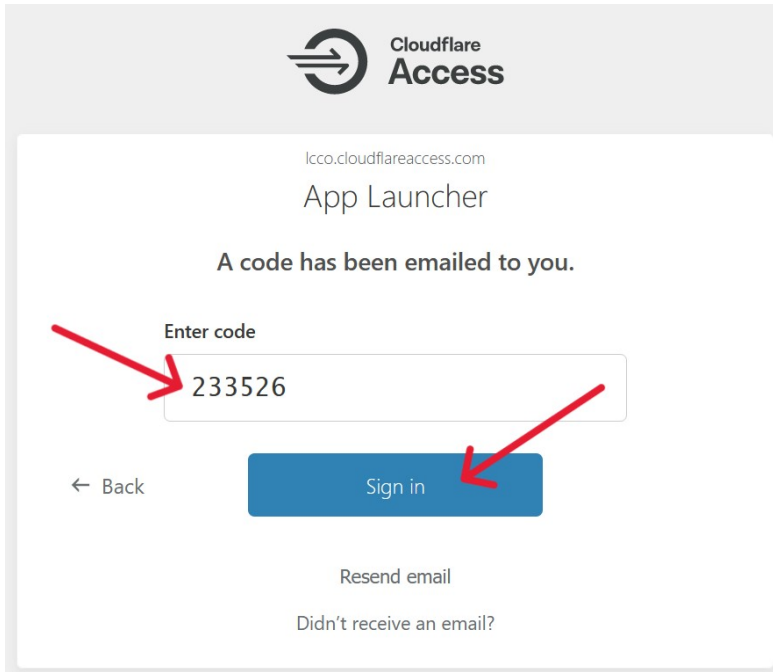 Cloudflare
Access
lcco.cloudflareaccess.com
App Launcher
A code has been emailed to you.
Enter code
233526
← Back
Sign in
Resend email
Didn't receive an email?